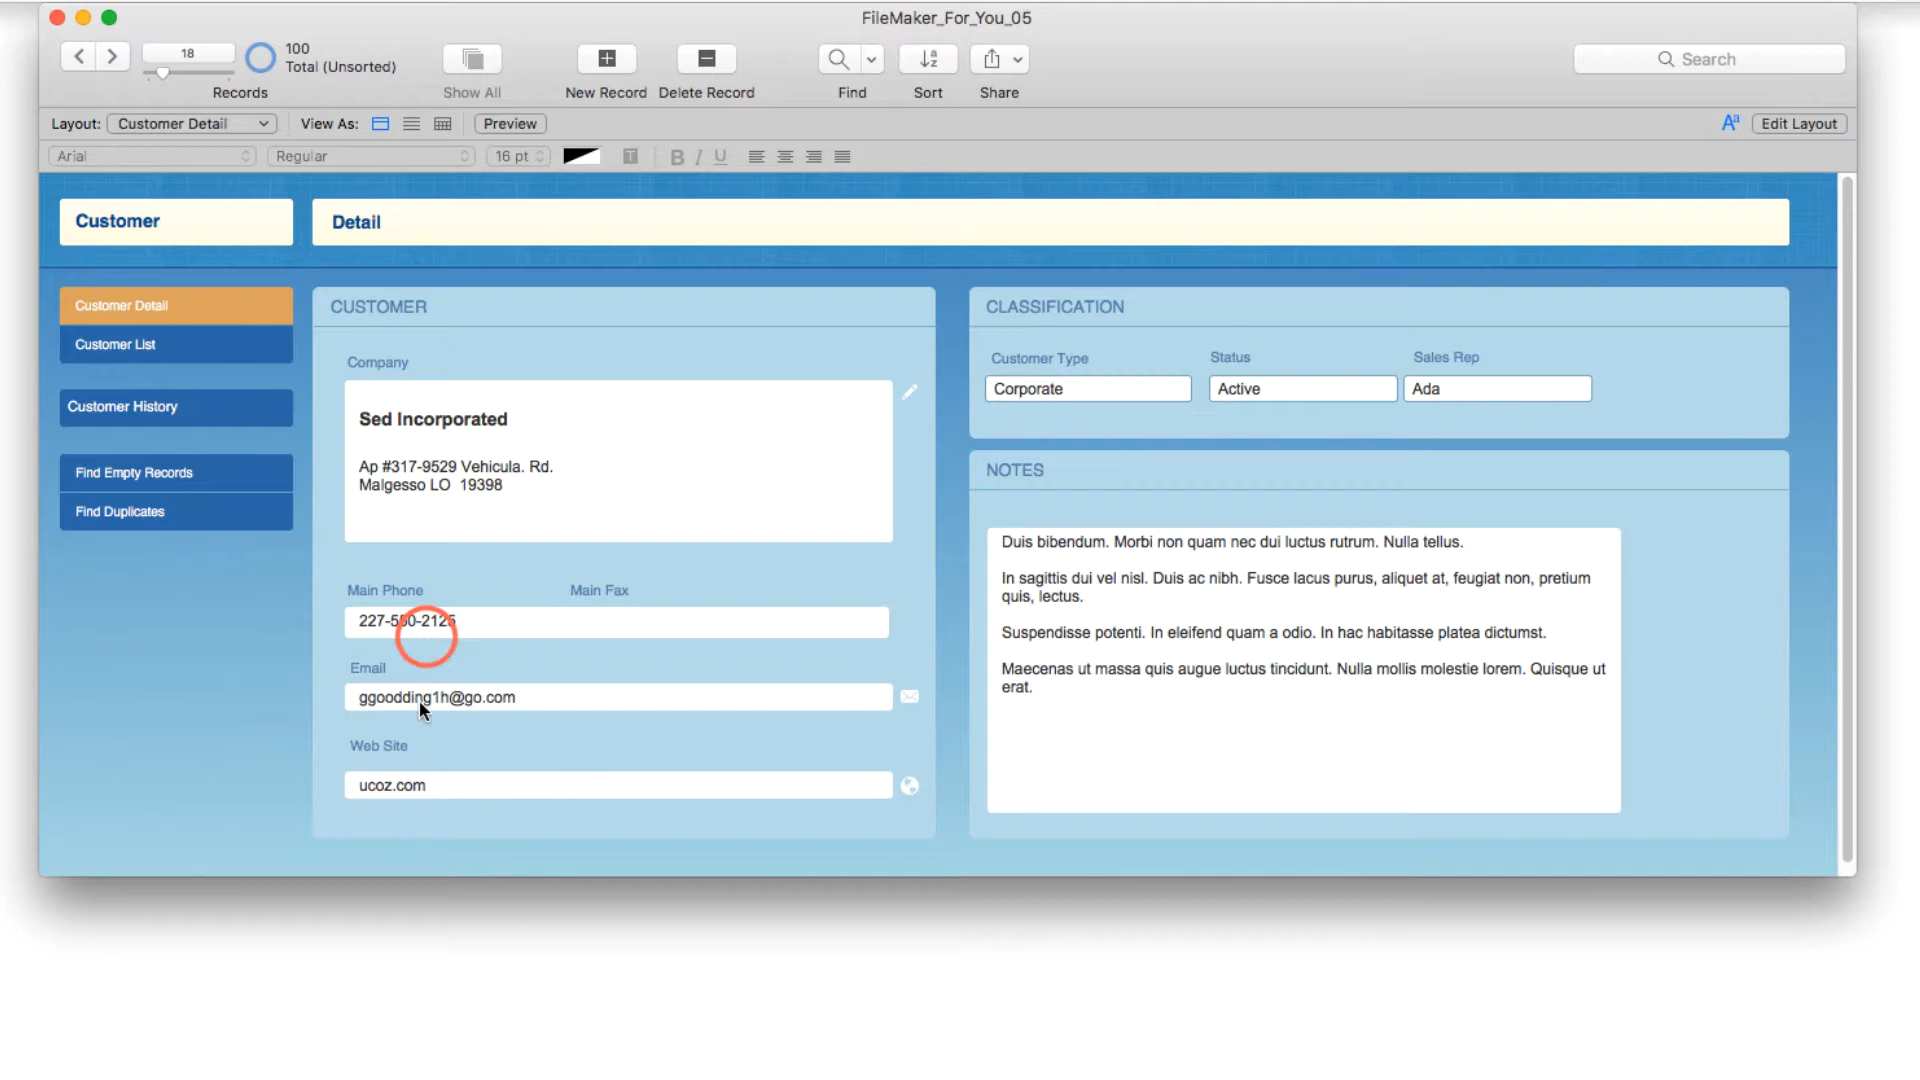 FileMaker_For_You_05
18
100
Total (Unsorted)
Records
Show All
New Record
Delete Record
Find
Sort
Share
Search
Layout: Customer Detail
View As:
Preview
Aa
Edit Layout
Arial
Regular
16 pt
B I U
Customer
Detail
Customer Detail
Customer List
Customer History
Find Empty Records
Find Duplicates
CUSTOMER
Company
Sed Incorporated
Ap #317-9529 Vehicula. Rd.
Malgesso LO 19398
Main Phone
Main Fax
227-550-2125
Email
ggoodding1h@go.com
Web Site
ucoz.com
CLASSIFICATION
Customer Type
Status
Sales Rep
Corporate
Active
Ada
NOTES
Duis bibendum. Morbi non quam nec dui luctus rutrum. Nulla tellus.
In sagittis dui vel nisl. Duis ac nibh. Fusce lacus purus, aliquet at, feugiat non, pretium
quis, lectus.
Suspendisse potenti. In eleifend quam a odio. In hac habitasse platea dictumst.
Maecenas ut massa quis augue luctus tincidunt. Nulla mollis molestie lorem. Quisque ut
erat.